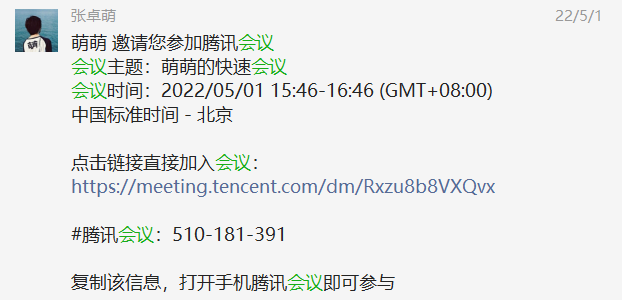 张卓萌
22/5/1
萌萌 邀请您参加腾讯会议
会议主题：萌萌的快速会议
会议时间：2022/05/01 15:46-16:46 (GMT+08:00)
中国标准时间 - 北京
点击链接直接加入会议：
https://meeting.tencent.com/dm/Rxzu8b8VXQvx
#腾讯会议：510-181-391
复制该信息，打开手机腾讯会议即可参与